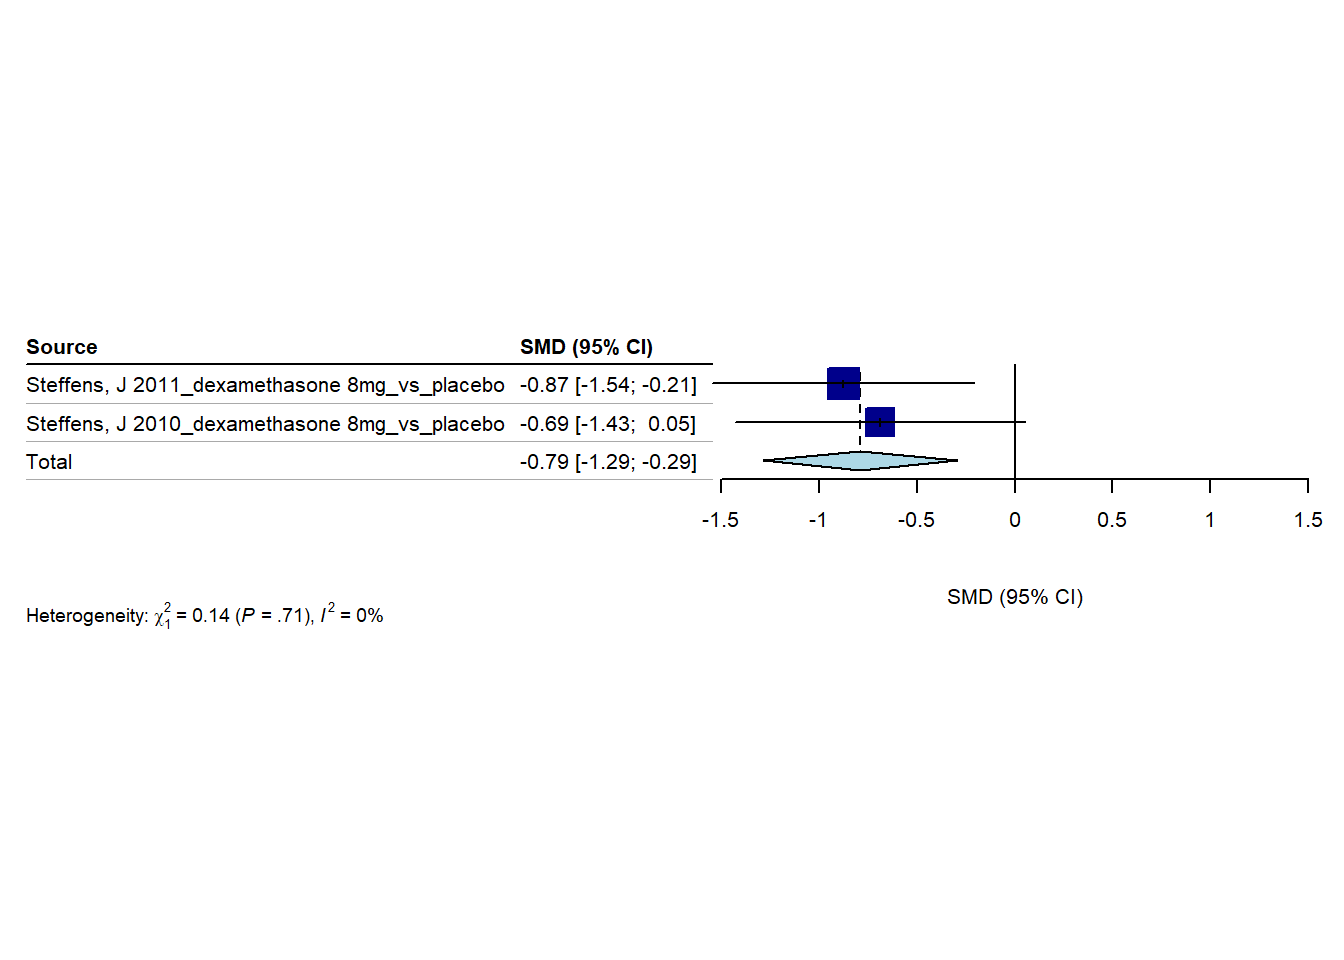 Source SMD (95% CI)
Steffens, J 2011_dexamethasone 8mg_vs_placebo -0.87 [-1.54; -0.21]
Steffens, J 2010_dexamethasone 8mg_vs_placebo -0.69 [-1.43;  0.05]
Total -0.79 [-1.29; -0.29]
-1.5 -1 -0.5 0 0.5 1 1.5
SMD (95% CI)
Heterogeneity: χ²₁ = 0.14 (P = .71), I² = 0%